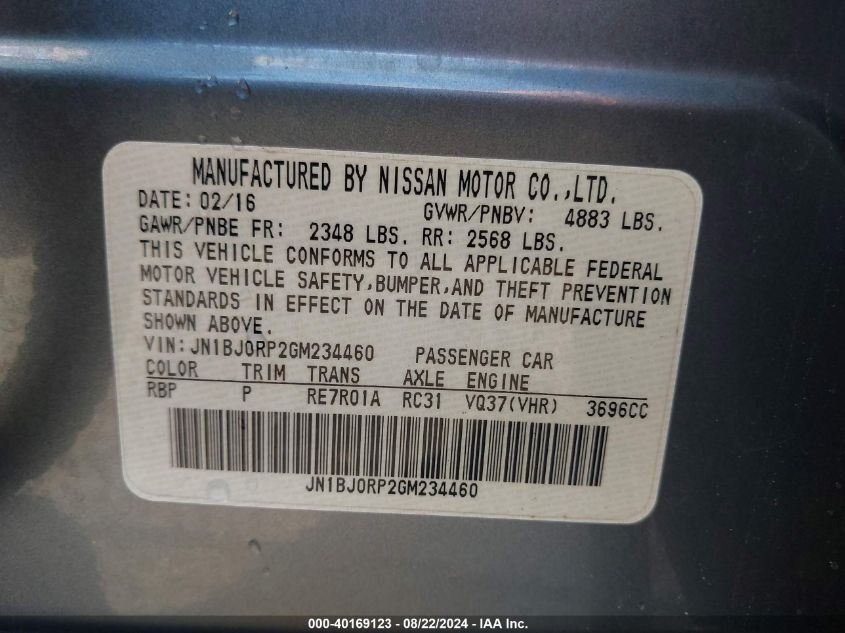 MANUFACTURED BY NISSAN MOTOR CO.,LTD.
DATE: 02/16 GVWR/PNBV: 4883 LBS.
GAWR/PNBE FR: 2348 LBS. RR: 2568 LBS.
THIS VEHICLE CONFORMS TO ALL APPLICABLE FEDERAL
MOTOR VEHICLE SAFETY,BUMPER,AND THEFT PREVENTION
STANDARDS IN EFFECT ON THE DATE OF MANUFACTURE
SHOWN ABOVE.
VIN: JN1BJ0RP2GM234460 PASSENGER CAR
COLOR TRIM TRANS AXLE ENGINE
RBP P RE7R01A RC31 VQ37(VHR) 3696CC
JN1BJ0RP2GM234460
000-40169123 - 08/22/2024 - IAA Inc.